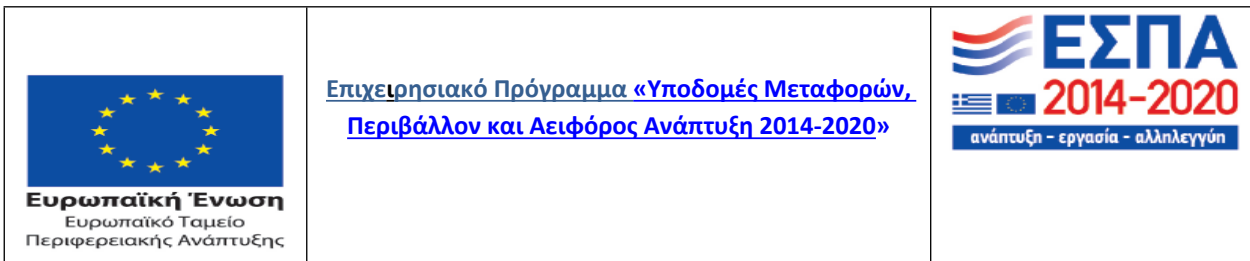 Ευρωπαϊκή Ένωση
Ευρωπαϊκό Ταμείο
Περιφερειακής Ανάπτυξης
Επιχειρησιακό Πρόγραμμα «Υποδομές Μεταφορών,
Περιβάλλον και Αειφόρος Ανάπτυξη 2014-2020»
ΕΣΠΑ
2014-2020
ανάπτυξη - εργασία - αλληλεγγύη